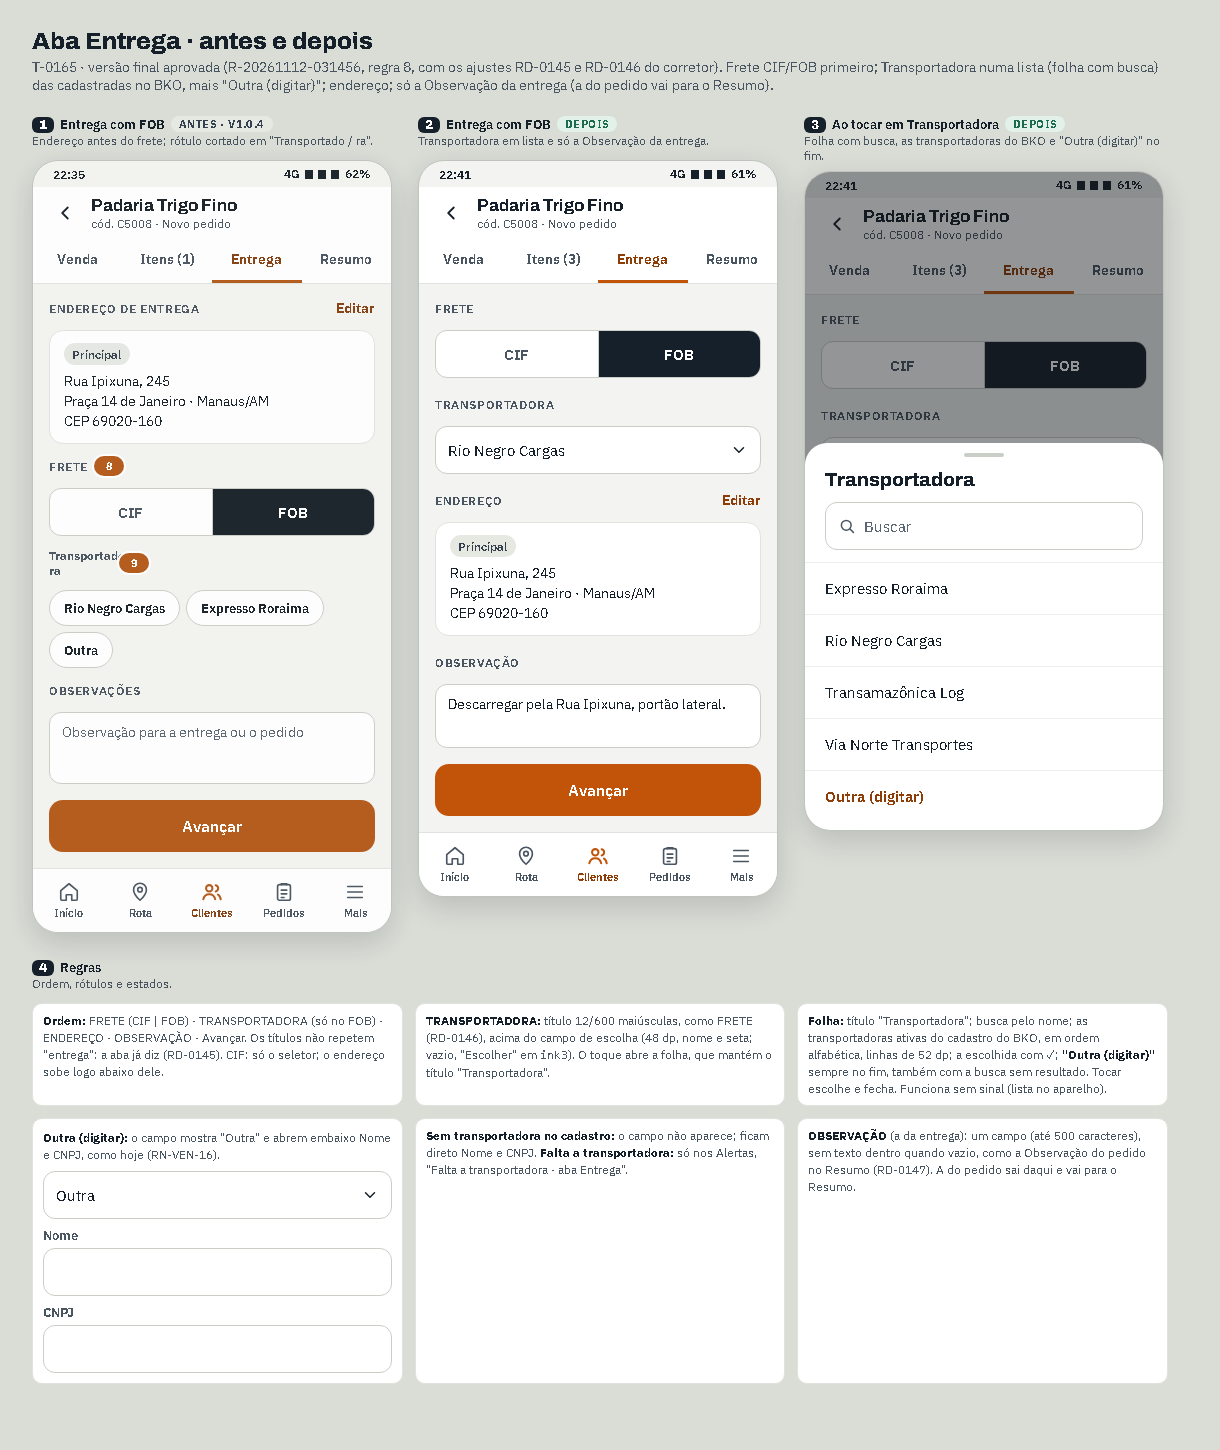 Aba Entrega · antes e depois
T-0165 · versão final aprovada (R-20261112-031456, regra 8, com os ajustes RD-0145 e RD-0146 do corretor). Frete CIF/FOB primeiro; Transportadora numa lista (folha com busca)
das cadastradas no BKO, mais "Outra (digitar)"; endereço; só a Observação da entrega (a do pedido vai para o Resumo).
1 Entrega com FOB ANTES · V1.0.4
Endereço antes do frete; rótulo cortado em "Transportado / ra".
22:35 4G 62%
Padaria Trigo Fino
cód. C5008 · Novo pedido
Venda Itens (1) Entrega Resumo
ENDEREÇO DE ENTREGA Editar
Principal
Rua Ipixuna, 245
Praça 14 de Janeiro · Manaus/AM
CEP 69020-160
FRETE 8
CIF FOB
Transportad 9
ra
Rio Negro Cargas Expresso Roraima
Outra
OBSERVAÇÕES
Observação para a entrega ou o pedido
Avançar
Início Rota Clientes Pedidos Mais
2 Entrega com FOB DEPOIS
Transportadora em lista e só a Observação da entrega.
22:41 4G 61%
Padaria Trigo Fino
cód. C5008 · Novo pedido
Venda Itens (3) Entrega Resumo
FRETE
CIF FOB
TRANSPORTADORA
Rio Negro Cargas
ENDEREÇO Editar
Principal
Rua Ipixuna, 245
Praça 14 de Janeiro · Manaus/AM
CEP 69020-160
OBSERVAÇÃO
Descarregar pela Rua Ipixuna, portão lateral.
Avançar
Início Rota Clientes Pedidos Mais
3 Ao tocar em Transportadora DEPOIS
Folha com busca, as transportadoras do BKO e "Outra (digitar)" no
fim.
22:41 4G 61%
Padaria Trigo Fino
cód. C5008 · Novo pedido
Venda Itens (3) Entrega Resumo
FRETE
CIF FOB
TRANSPORTADORA
Transportadora
Buscar
Expresso Roraima
Rio Negro Cargas
Transamazônica Log
Via Norte Transportes
Outra (digitar)
4 Regras
Ordem, rótulos e estados.
Ordem: FRETE (CIF | FOB) · TRANSPORTADORA (só no FOB) ·
ENDEREÇO · OBSERVAÇÃO · Avançar. Os títulos não repetem
"entrega": a aba já diz (RD-0145). CIF: só o seletor; o endereço
sobe logo abaixo dele.
TRANSPORTADORA: título 12/600 maiúsculas, como FRETE
(RD-0146), acima do campo de escolha (48 dp, nome e seta;
vazio, "Escolher" em ink3). O toque abre a folha, que mantém o
título "Transportadora".
Folha: título "Transportadora"; busca pelo nome; as
transportadoras ativas do cadastro do BKO, em ordem
alfabética, linhas de 52 dp; a escolhida com ✓; "Outra (digitar)"
sempre no fim, também com a busca sem resultado. Tocar
escolhe e fecha. Funciona sem sinal (lista no aparelho).
Outra (digitar): o campo mostra "Outra" e abrem embaixo Nome
e CNPJ, como hoje (RN-VEN-16).
Outra
Nome
CNPJ
Sem transportadora no cadastro: o campo não aparece; ficam
direto Nome e CNPJ. Falta a transportadora: só nos Alertas,
"Falta a transportadora · aba Entrega".
OBSERVAÇÃO (a da entrega): um campo (até 500 caracteres),
sem texto dentro quando vazio, como a Observação do pedido
no Resumo (RD-0147). A do pedido sai daqui e vai para o
Resumo.